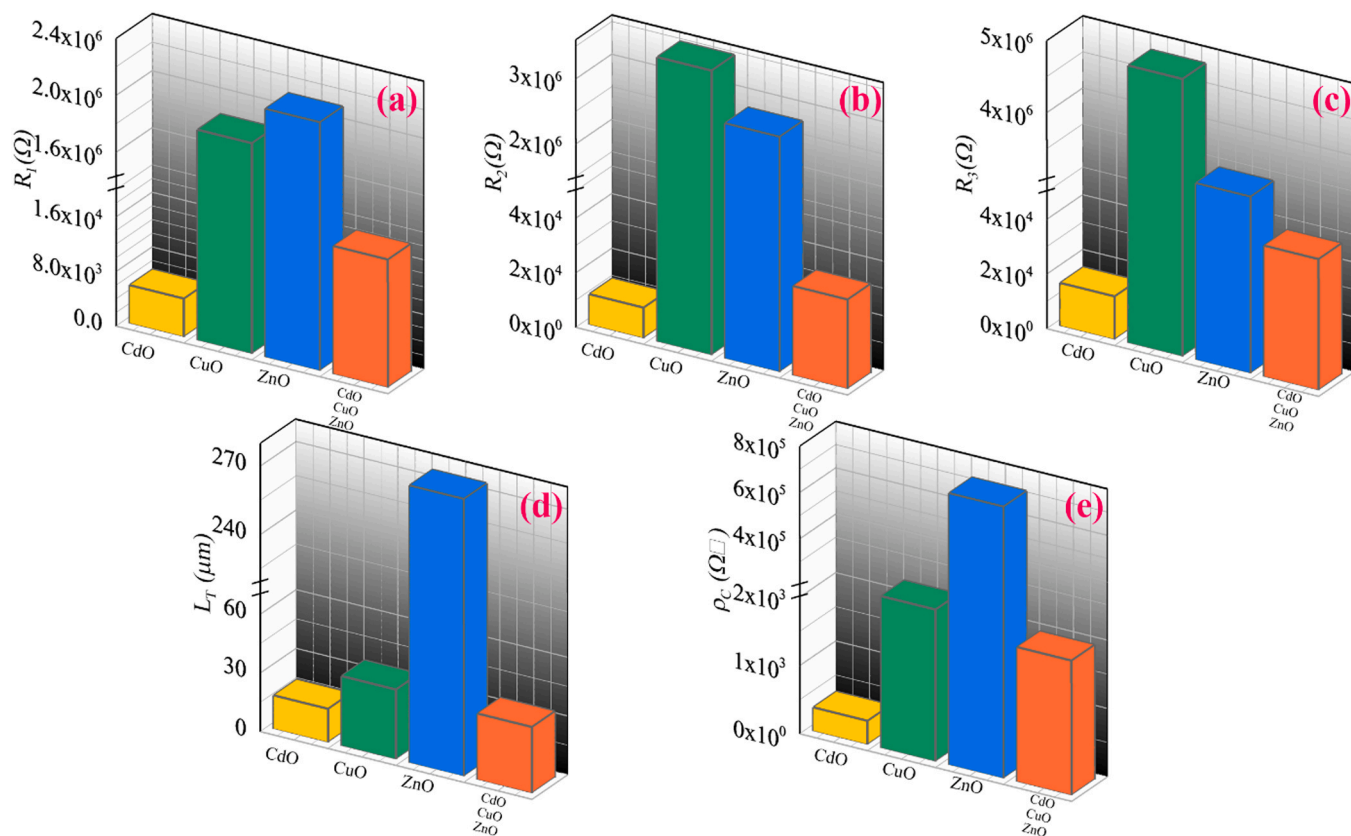 2.4x10⁶
2.0x10⁶
1.6x10⁶
1.6x10⁴
8.0x10³
0.0
R₁(Ω)
(a)
CdO
CuO
ZnO
CdO
CuO
ZnO
3x10⁶
2x10⁶
4x10⁴
2x10⁴
0x10⁰
R₂(Ω)
(b)
CdO
CuO
ZnO
CdO
CuO
ZnO
5x10⁶
4x10⁶
4x10⁴
2x10⁴
0x10⁰
R₃(Ω)
(c)
CdO
CuO
ZnO
CdO
CuO
ZnO
270
240
60
30
0
L_T (μm)
(d)
CdO
CuO
ZnO
CdO
CuO
ZnO
8x10⁵
6x10⁵
4x10⁵
2x10³
1x10³
0x10⁰
ρ_C (Ω□)
(e)
CdO
CuO
ZnO
CdO
CuO
ZnO